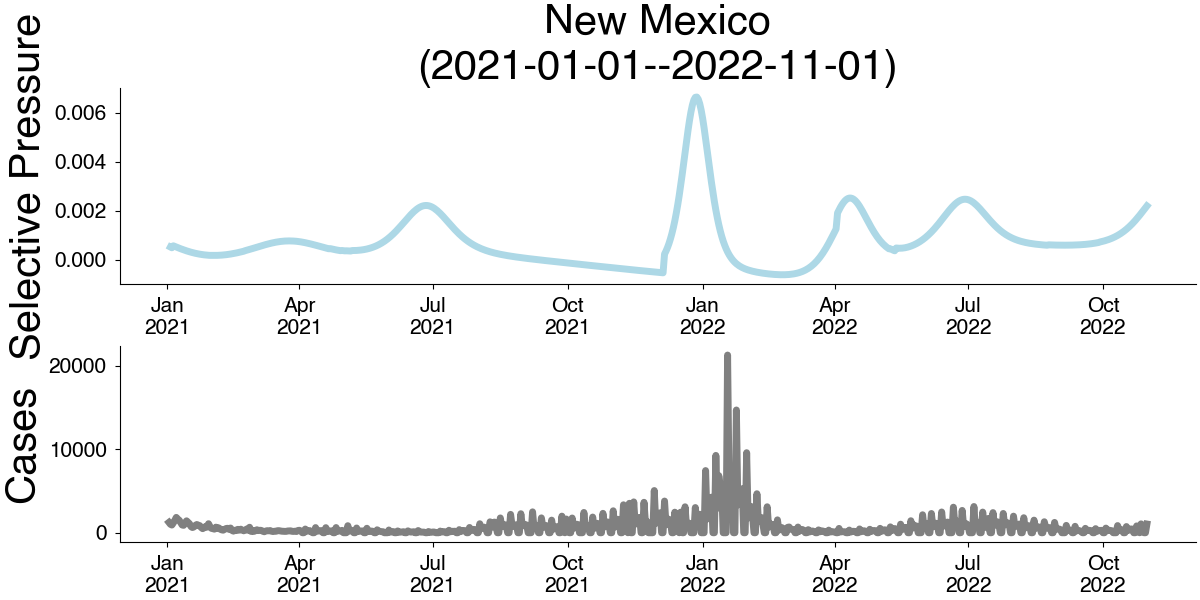 New Mexico
(2021-01-01--2022-11-01)
Selective Pressure
0.006
0.004
0.002
0.000
Jan Apr Jul Oct Jan Apr Jul Oct
2021 2021 2021 2021 2022 2022 2022 2022
Cases
20000
10000
0
Jan Apr Jul Oct Jan Apr Jul Oct
2021 2021 2021 2021 2022 2022 2022 2022